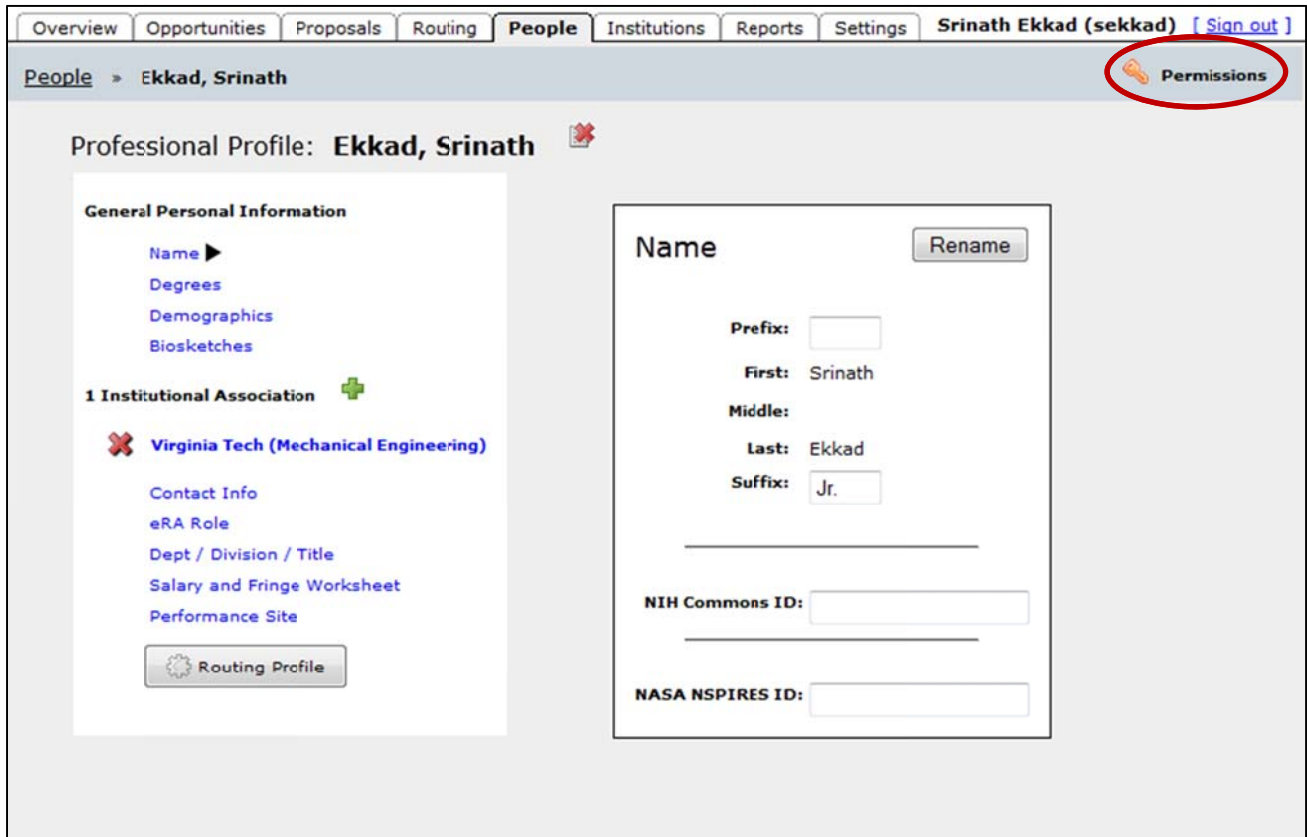 Overview Opportunities Proposals Routing People Institutions Reports Settings Srinath Ekkad (sekkad) [ Sign out ]
People » Ekkad, Srinath Permissions
Professional Profile: Ekkad, Srinath
General Personal Information
Name
Degrees
Demographics
Biosketches
1 Institutional Association
Virginia Tech (Mechanical Engineering)
Contact Info
eRA Role
Dept / Division / Title
Salary and Fringe Worksheet
Performance Site
Routing Profile
Name Rename
Prefix:
First: Srinath
Middle:
Last: Ekkad
Suffix: Jr.
NIH Commons ID:
NASA NSPIRES ID: